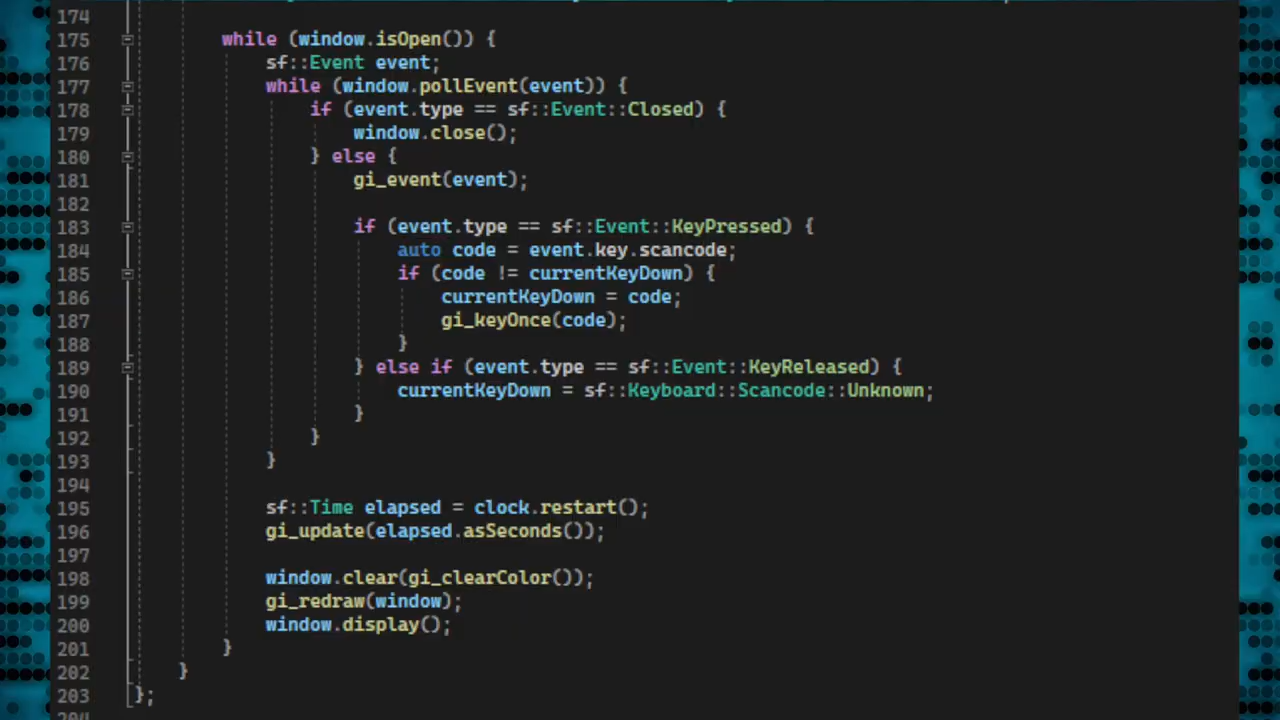 174
175 while (window.isOpen()) {
176 sf::Event event;
177 while (window.pollEvent(event)) {
178 if (event.type == sf::Event::Closed) {
179 window.close();
180 } else {
181 gi_event(event);
182
183 if (event.type == sf::Event::KeyPressed) {
184 auto code = event.key.scancode;
185 if (code != currentKeyDown) {
186 currentKeyDown = code;
187 gi_keyOnce(code);
188 }
189 } else if (event.type == sf::Event::KeyReleased) {
190 currentKeyDown = sf::Keyboard::Scancode::Unknown;
191 }
192 }
193 }
194
195 sf::Time elapsed = clock.restart();
196 gi_update(elapsed.asSeconds());
197
198 window.clear(gi_clearColor());
199 gi_redraw(window);
200 window.display();
201 }
202 }
203 };